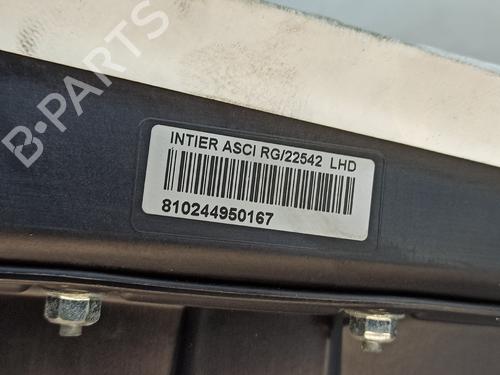 B-PARTS
INTIER ASCI RG/22542 LHD
810244950167